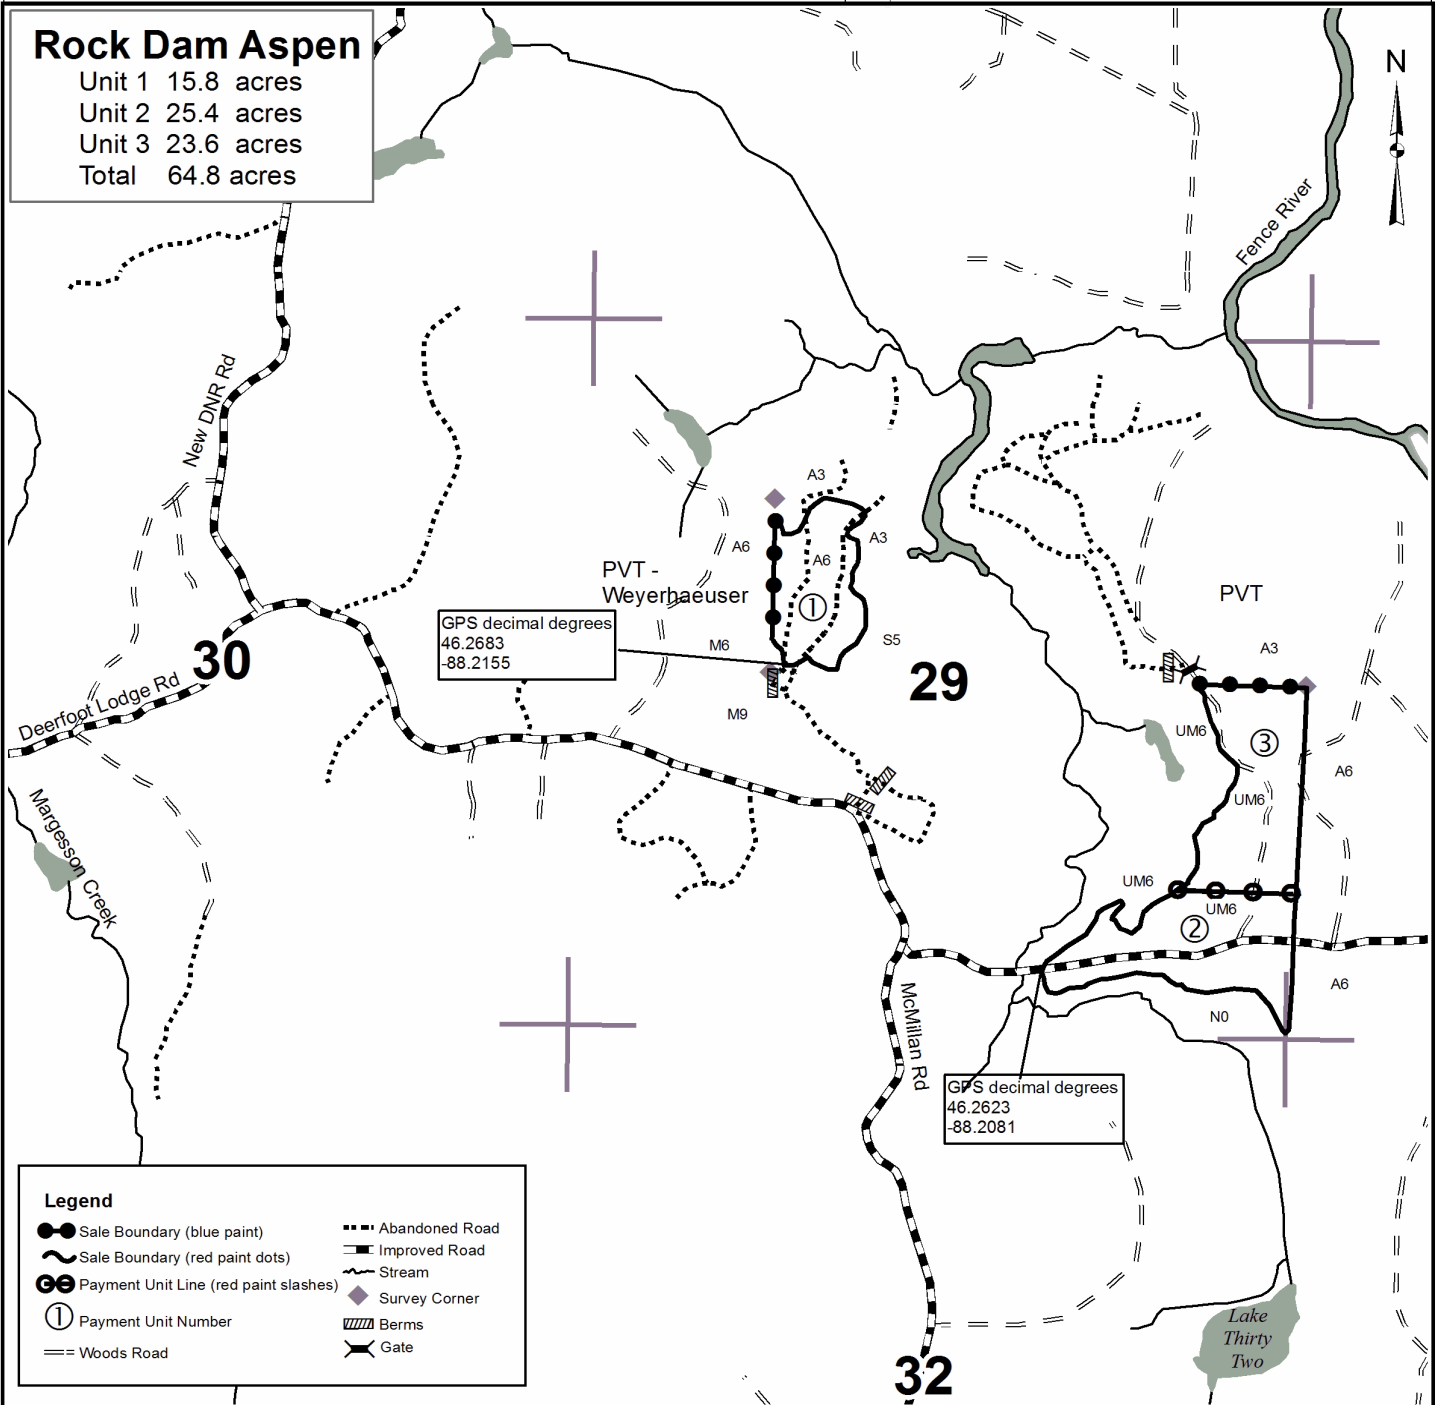 Rock Dam Aspen
Unit 1 15.8 acres
Unit 2 25.4 acres
Unit 3 23.6 acres
Total 64.8 acres
N
Fence River
New DNR Rd
A3
A6
A3
A6
PVT -
Weyerhaeuser
①
PVT
GPS decimal degrees
46.2683
-88.2155
M6
S5
A3
30
29
M9
Deerfoot Lodge Rd
UM6
③
A6
UM6
Margesson Creek
UM6
UM6
②
McMillan Rd
A6
N0
GPS decimal degrees
46.2623
-88.2081
Legend
Sale Boundary (blue paint)
Sale Boundary (red paint dots)
Payment Unit Line (red paint slashes)
① Payment Unit Number
Woods Road
Abandoned Road
Improved Road
Stream
Survey Corner
Berms
Gate
Lake
Thirty
Two
32